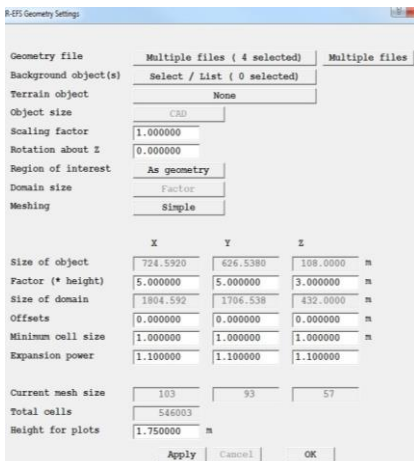 R-EFS Geometry Settings
Geometry file Multiple files ( 4 selected) Multiple files
Background object(s) Select / List ( 0 selected)
Terrain object None
Object size CAD
Scaling factor 1.000000
Rotation about Z 0.000000
Region of interest As geometry
Domain size Factor
Meshing Simple
X Y Z
Size of object 724.5920 626.5380 108.0000 m
Factor (* height) 5.000000 5.000000 3.000000
Size of domain 1804.592 1706.538 432.0000 m
Offsets 0.000000 0.000000 0.000000 m
Minimum cell size 1.000000 1.000000 1.000000 m
Expansion power 1.100000 1.100000 1.100000
Current mesh size 103 93 57
Total cells 546003
Height for plots 1.750000 m
Apply Cancel OK